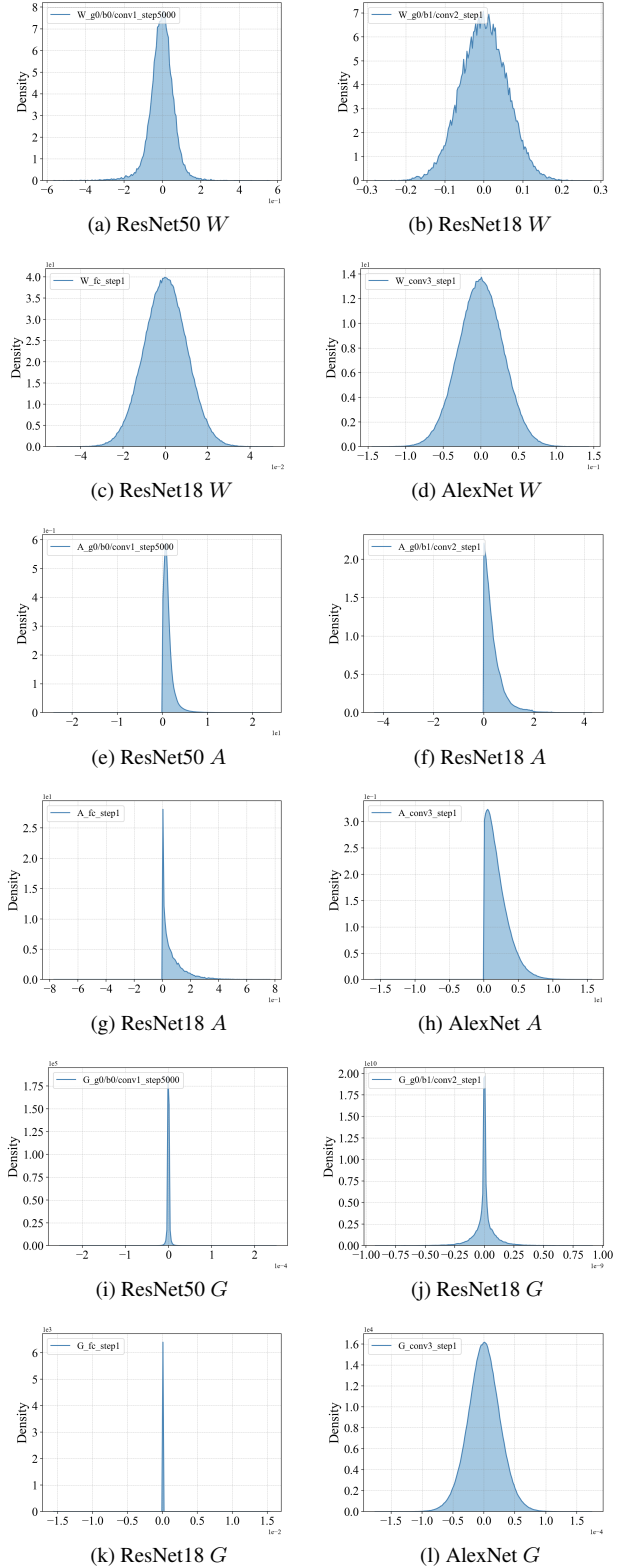 W_g0/b0/conv1_step5000
8
7
6
5
4
3
2
1
0
Density
−6 −4 −2 0 2 4 6
1e−1
(a) ResNet50 W
W_g0/b1/conv2_step1
7
6
5
4
3
2
1
0
Density
−0.3 −0.2 −0.1 0.0 0.1 0.2 0.3
(b) ResNet18 W
1e1
W_fc_step1
4.0
3.5
3.0
2.5
2.0
1.5
1.0
0.5
0.0
Density
−4 −2 0 2 4
1e−2
(c) ResNet18 W
1e1
W_conv3_step1
1.4
1.2
1.0
0.8
0.6
0.4
0.2
0.0
Density
−1.5 −1.0 −0.5 0.0 0.5 1.0 1.5
1e−1
(d) AlexNet W
1e−1
A_g0/b0/conv1_step5000
6
5
4
3
2
1
0
Density
−2 −1 0 1 2
1e1
(e) ResNet50 A
A_g0/b1/conv2_step1
2.0
1.5
1.0
0.5
0.0
Density
−4 −2 0 2 4
(f) ResNet18 A
1e1
A_fc_step1
2.5
2.0
1.5
1.0
0.5
0.0
Density
−8 −6 −4 −2 0 2 4 6 8
1e−1
(g) ResNet18 A
1e−1
A_conv3_step1
3.0
2.5
2.0
1.5
1.0
0.5
0.0
Density
−1.5 −1.0 −0.5 0.0 0.5 1.0 1.5
1e1
(h) AlexNet A
1e5
G_g0/b0/conv1_step5000
1.75
1.50
1.25
1.00
0.75
0.50
0.25
0.00
Density
−2 −1 0 1 2
1e−4
(i) ResNet50 G
1e10
G_g0/b1/conv2_step1
2.00
1.75
1.50
1.25
1.00
0.75
0.50
0.25
0.00
Density
−1.00 −0.75 −0.50 −0.25 0.00 0.25 0.50 0.75 1.00
1e−9
(j) ResNet18 G
1e3
G_fc_step1
6
5
4
3
2
1
0
Density
−1.5 −1.0 −0.5 0.0 0.5 1.0 1.5
1e−2
(k) ResNet18 G
1e4
G_conv3_step1
1.6
1.4
1.2
1.0
0.8
0.6
0.4
0.2
0.0
Density
−1.5 −1.0 −0.5 0.0 0.5 1.0 1.5
1e−4
(l) AlexNet G